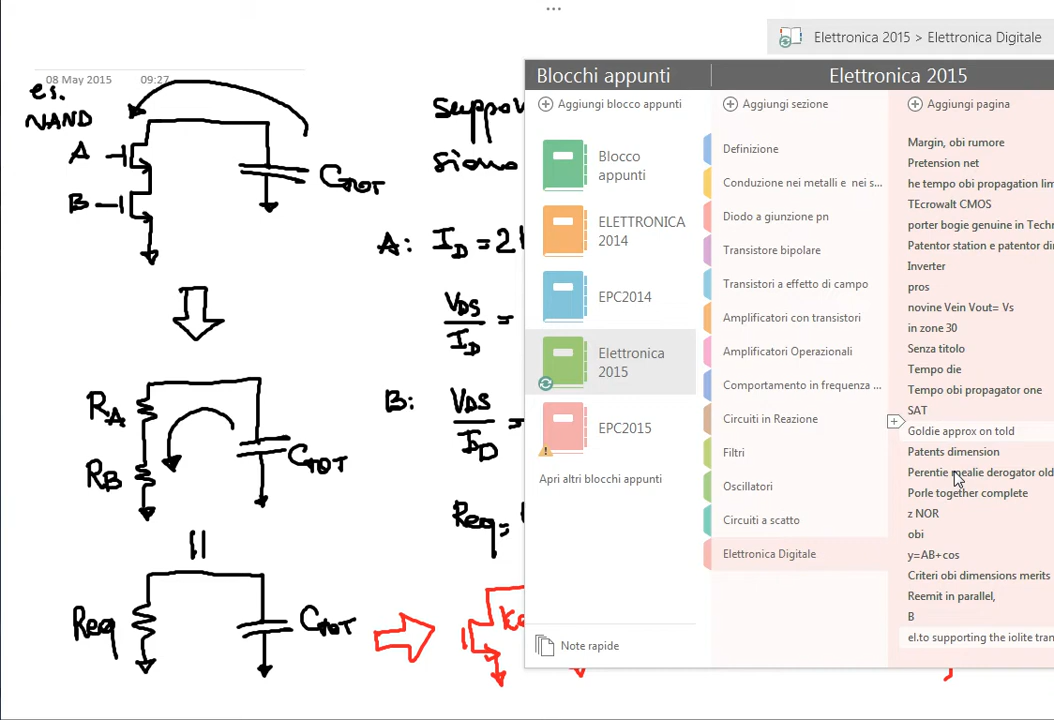 Elettronica 2015 > Elettronica Digitale
08 May 2015 09:27
es.
NAND
A
B
CTOT
suppo
siamo
A: ID = 2
VDS
ID
=
B: VDS
ID
=
RA
RB
CTOT
Req=
Req
CTOT
Blocchi appunti
Aggiungi blocco appunti
Blocco
appunti
ELETTRONICA
2014
EPC2014
Elettronica
2015
EPC2015
Apri altri blocchi appunti
Note rapide
Elettronica 2015
Aggiungi sezione
Definizione
Conduzione nei metalli e nei s...
Diodo a giunzione pn
Transistore bipolare
Transistori a effetto di campo
Amplificatori con transistori
Amplificatori Operazionali
Comportamento in frequenza ...
Circuiti in Reazione
Filtri
Oscillatori
Circuiti a scatto
Elettronica Digitale
Aggiungi pagina
Margin, obi rumore
Pretension net
he tempo obi propagation lim
TEcrowalt CMOS
porter bogie genuine in Techn
Patentor station e patentor di
Inverter
pros
novine Vein Vout= Vs
in zone 30
Senza titolo
Tempo die
Tempo obi propagator one
SAT
Goldie approx on told
Patents dimension
Perentie mealie derogator old
Porle together complete
z NOR
obi
y=AB+cos
Criteri obi dimensions merits
Reemit in parallel,
B
el.to supporting the iolite tran